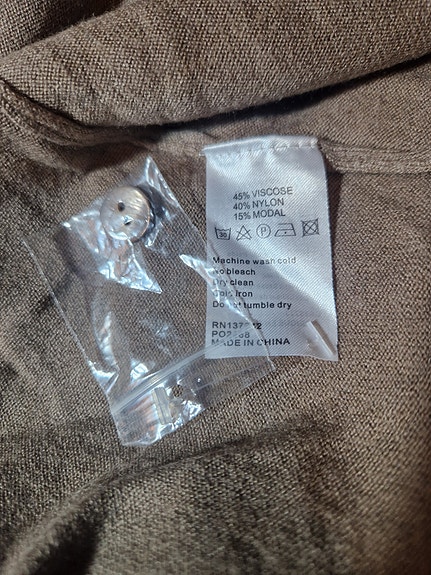 45% VISCOSE
40% NYLON
15% MODAL
30 P
Machine wash cold
No bleach
Dry clean
iron
Do not tumble dry
MADE IN CHINA